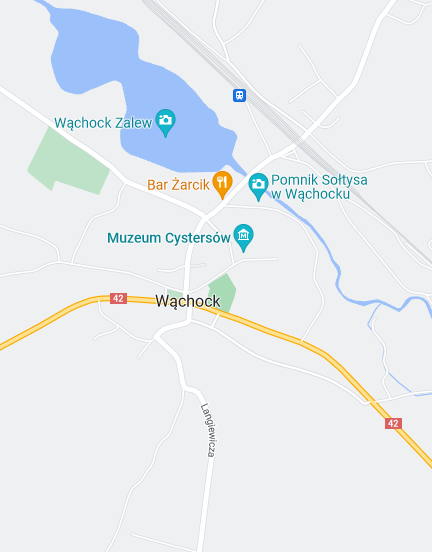 Wąchock Zalew
Bar Żarcik
Pomnik Sołtysa
w Wąchocku
Muzeum Cystersów
42
Wąchock
Langiewicza
42